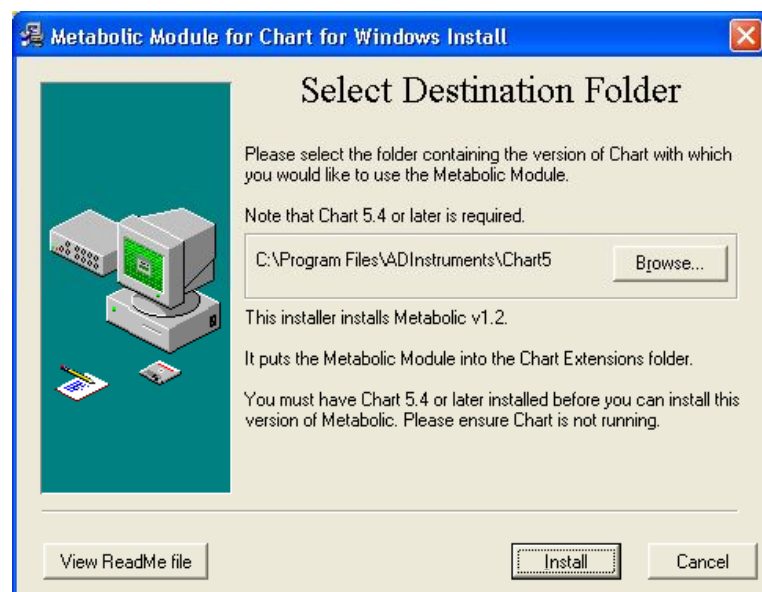 Metabolic Module for Chart for Windows Install
Select Destination Folder
Please select the folder containing the version of Chart with which
you would like to use the Metabolic Module.
Note that Chart 5.4 or later is required.
C:\Program Files\ADInstruments\Chart5
Browse...
This installer installs Metabolic v1.2.
It puts the Metabolic Module into the Chart Extensions folder.
You must have Chart 5.4 or later installed before you can install this
version of Metabolic. Please ensure Chart is not running.
View ReadMe file
Install
Cancel